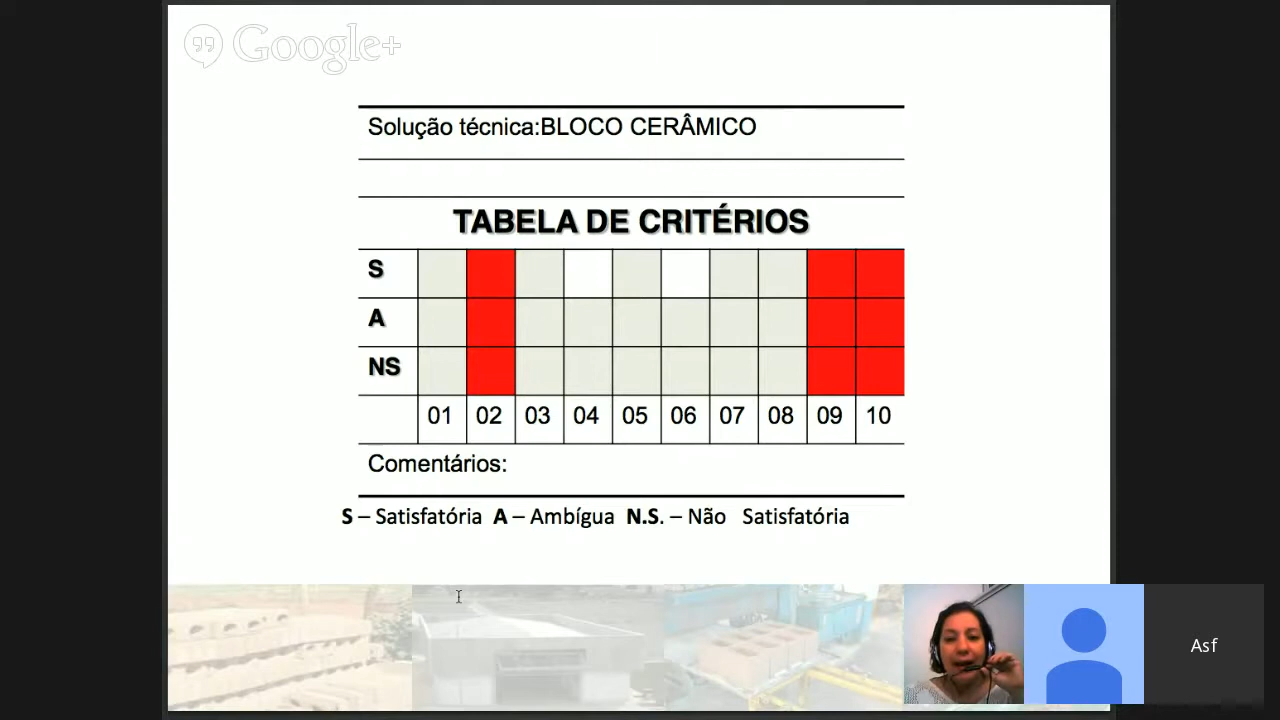 Google+
Solução técnica:BLOCO CERÂMICO
TABELA DE CRITÉRIOS
S
A
NS
01 02 03 04 05 06 07 08 09 10
Comentários:
S – Satisfatória A – Ambígua N.S. – Não Satisfatória
Asf